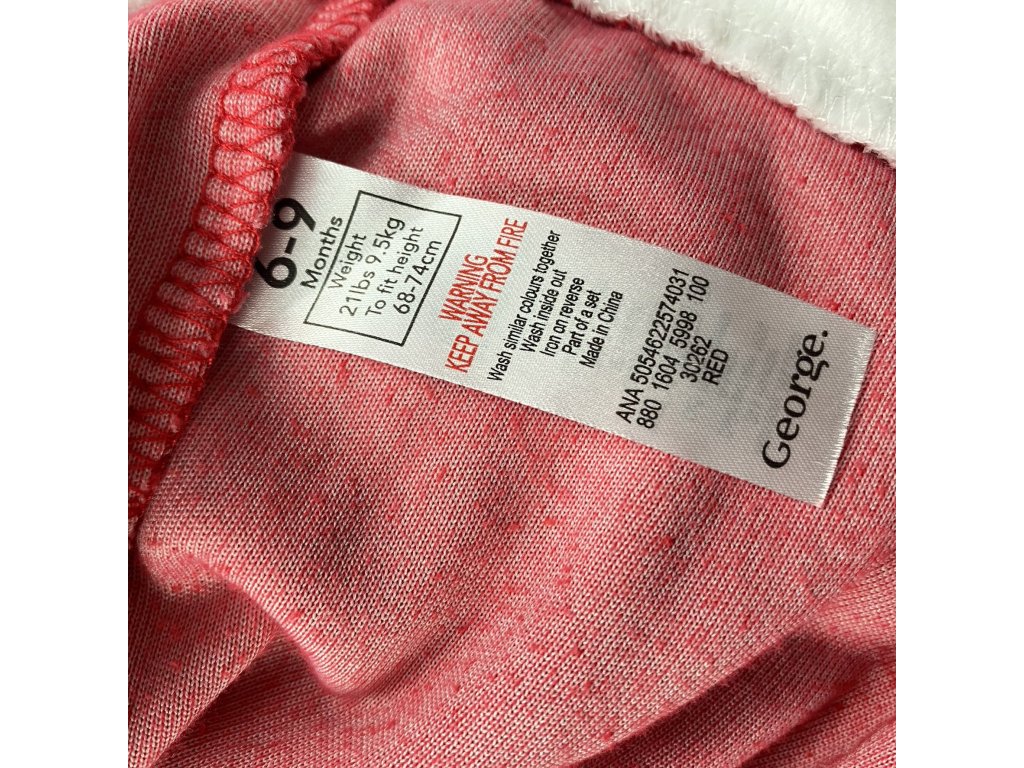 6-9
Months
Weight
21lbs 9.5kg
To fit height
68-74cm
WARNING
KEEP AWAY FROM FIRE
Wash similar colours together
Wash inside out
Iron on reverse
Part of a set
Made in China
ANA 5054622574031
880 1604 5998 100
30262
RED
George.